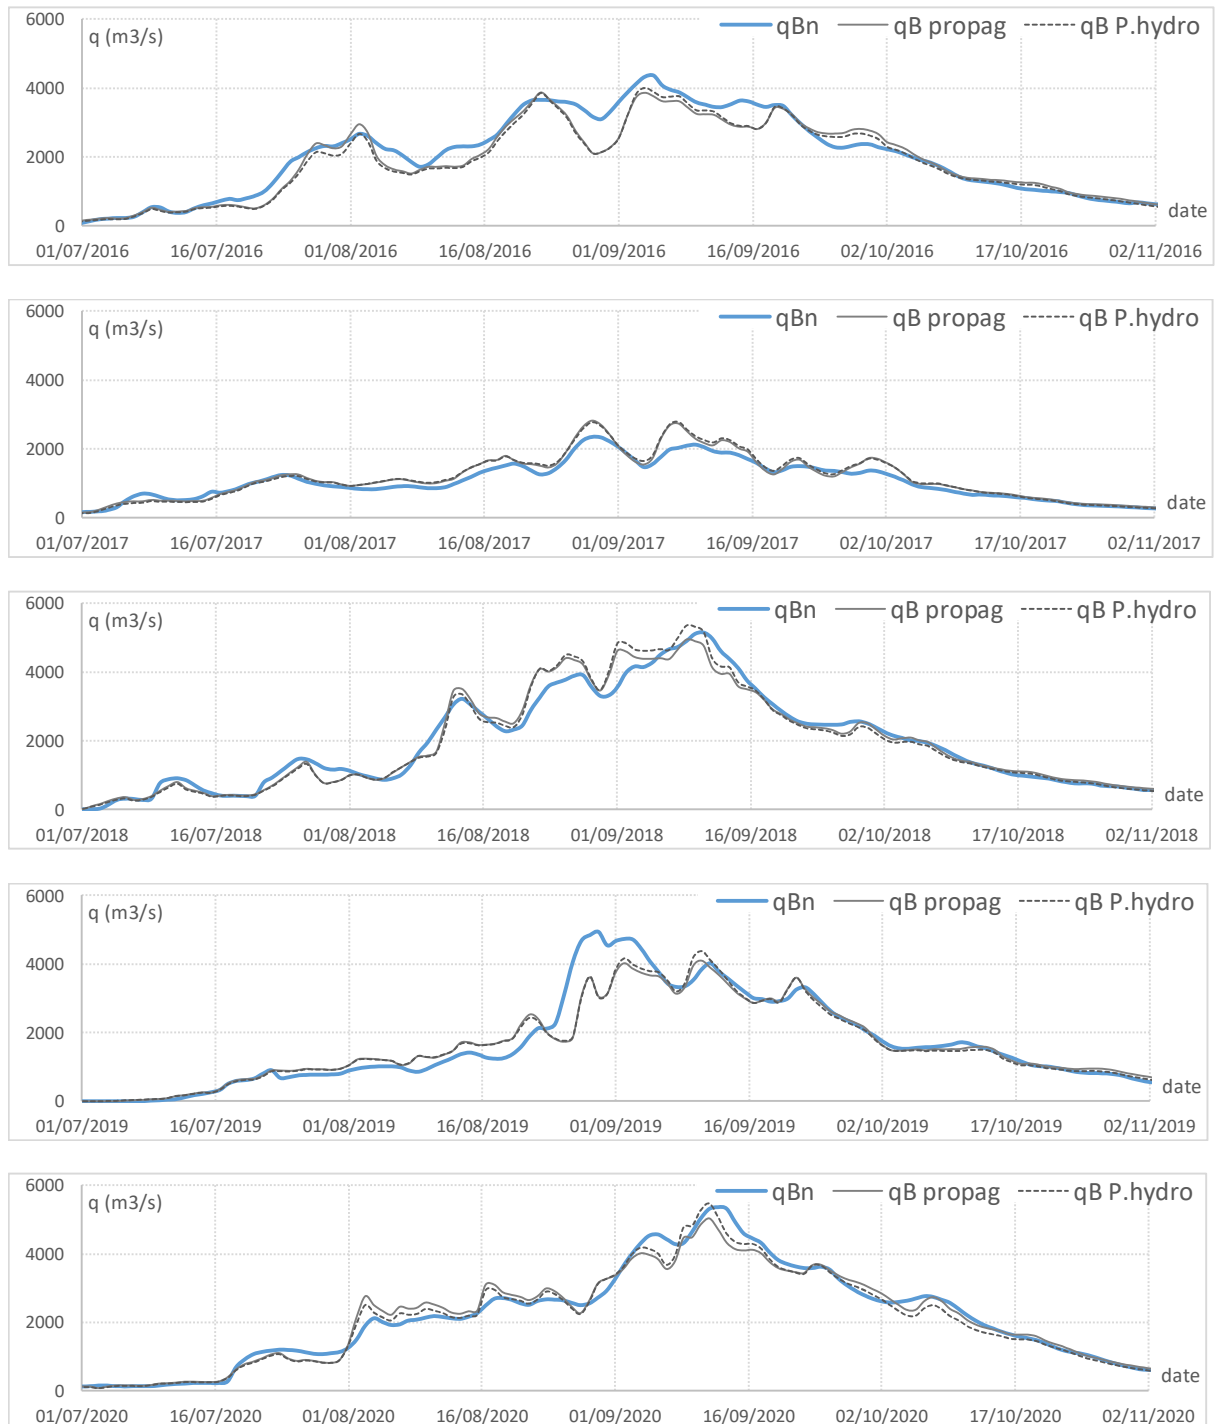 6000
q (m3/s)
qBn
qB propag
qB P.hydro
4000
2000
0
date
01/07/2016 16/07/2016 01/08/2016 16/08/2016 01/09/2016 16/09/2016 02/10/2016 17/10/2016 02/11/2016
6000
q (m3/s)
qBn
qB propag
qB P.hydro
4000
2000
0
date
01/07/2017 16/07/2017 01/08/2017 16/08/2017 01/09/2017 16/09/2017 02/10/2017 17/10/2017 02/11/2017
6000
q (m3/s)
qBn
qB propag
qB P.hydro
4000
2000
0
date
01/07/2018 16/07/2018 01/08/2018 16/08/2018 01/09/2018 16/09/2018 02/10/2018 17/10/2018 02/11/2018
6000
q (m3/s)
qBn
qB propag
qB P.hydro
4000
2000
0
date
01/07/2019 16/07/2019 01/08/2019 16/08/2019 01/09/2019 16/09/2019 02/10/2019 17/10/2019 02/11/2019
6000
q (m3/s)
qBn
qB propag
qB P.hydro
4000
2000
0
date
01/07/2020 16/07/2020 01/08/2020 16/08/2020 01/09/2020 16/09/2020 02/10/2020 17/10/2020 02/11/2020